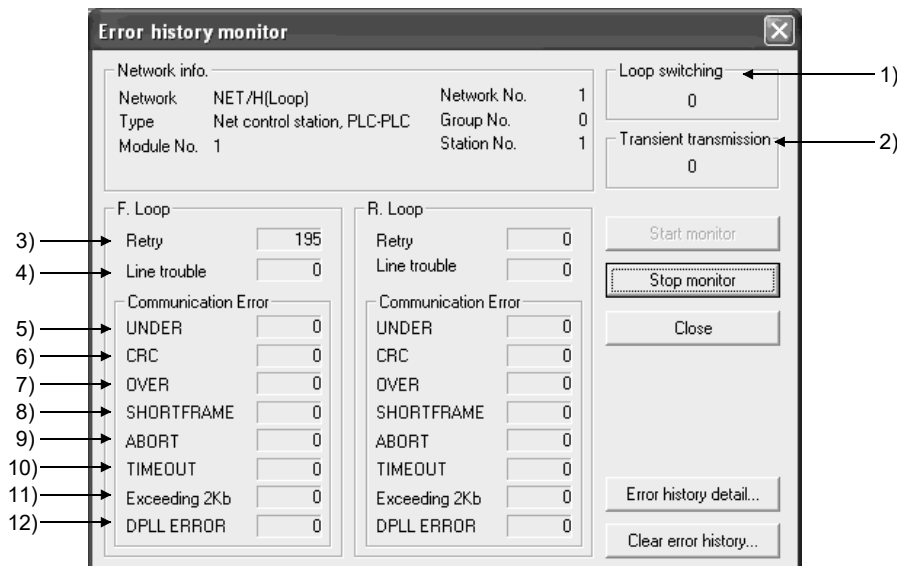 Error history monitor
Network info.
Network NET/H(Loop) Network No. 1
Type Net control station, PLC-PLC Group No. 0
Module No. 1 Station No. 1
Loop switching 1)
0
Transient transmission 2)
0
F. Loop
3) Retry 195
4) Line trouble 0
Communication Error
5) UNDER 0
6) CRC 0
7) OVER 0
8) SHORTFRAME 0
9) ABORT 0
10) TIMEOUT 0
11) Exceeding 2Kb 0
12) DPLL ERROR 0
R. Loop
Retry 0
Line trouble 0
Communication Error
UNDER 0
CRC 0
OVER 0
SHORTFRAME 0
ABORT 0
TIMEOUT 0
Exceeding 2Kb 0
DPLL ERROR 0
Start monitor
Stop monitor
Close
Error history detail...
Clear error history...